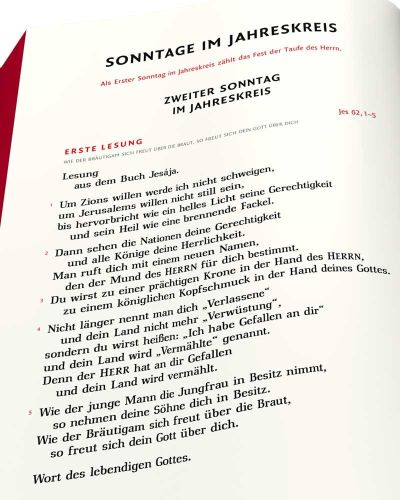 SONNTAGE IM JAHRESKREIS
Als Erster Sonntag im Jahreskreis zählt das Fest der Taufe des Herrn.
ZWEITER SONNTAG
IM JAHRESKREIS
ERSTE LESUNG
Jes 62, 1–5
WIE DER BRÄUTIGAM SICH FREUT ÜBER DIE BRAUT, SO FREUT SICH DEIN GOTT ÜBER DICH
Lesung
aus dem Buch Jesája.
1 Um Zions willen werde ich nicht schweigen,
um Jerusalems willen nicht still sein,
bis hervorbricht wie ein helles Licht seine Gerechtigkeit
und sein Heil wie eine brennende Fackel.
2 Dann sehen die Nationen deine Gerechtigkeit
und alle Könige deine Herrlichkeit.
Man ruft dich mit einem neuen Namen,
den der Mund des HERRN für dich bestimmt.
3 Du wirst zu einer prächtigen Krone in der Hand des HERRN,
zu einem königlichen Kopfschmuck in der Hand deines Gottes.
4 Nicht länger nennt man dich „Verlassene“
und dein Land nicht mehr „Verwüstung“,
sondern du wirst heißen: „Ich habe Gefallen an dir“
und dein Land wird „Vermählte“ genannt.
Denn der HERR hat an dir Gefallen
und dein Land wird vermählt.
5 Wie der junge Mann die Jungfrau in Besitz nimmt,
so nehmen deine Söhne dich in Besitz.
Wie der Bräutigam sich freut über die Braut,
so freut sich dein Gott über dich.
Wort des lebendigen Gottes.